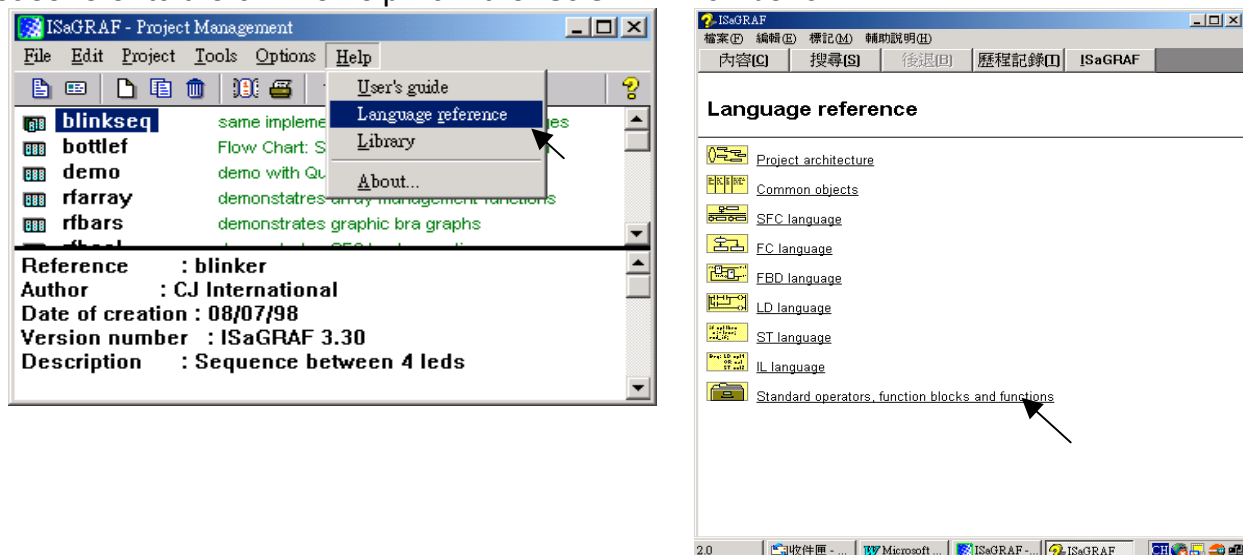 ISaGRAF - Project Management
File Edit Project Tools Options Help
User's guide
Language reference
Library
About...
blinkseq same impleme
bottlef Flow Chart: S
demo demo with Qu
rfarray demonstatres array management functions
rfbars demonstrates graphic bra graphs
Reference : blinker
Author : CJ International
Date of creation : 08/07/98
Version number : ISaGRAF 3.30
Description : Sequence between 4 leds
ISaGRAF
檔案(F) 編輯(E) 標記(M) 輔助說明(H)
內容(C) 搜尋(S) 後退(B) 歷程記錄(T) ISaGRAF
Language reference
Project architecture
Common objects
SFC language
FC language
FBD language
LD language
ST language
IL language
Standard operators, function blocks and functions
2.0 收件匣 - ... Microsoft ... ISaGRAF -... ISaGRAF CH